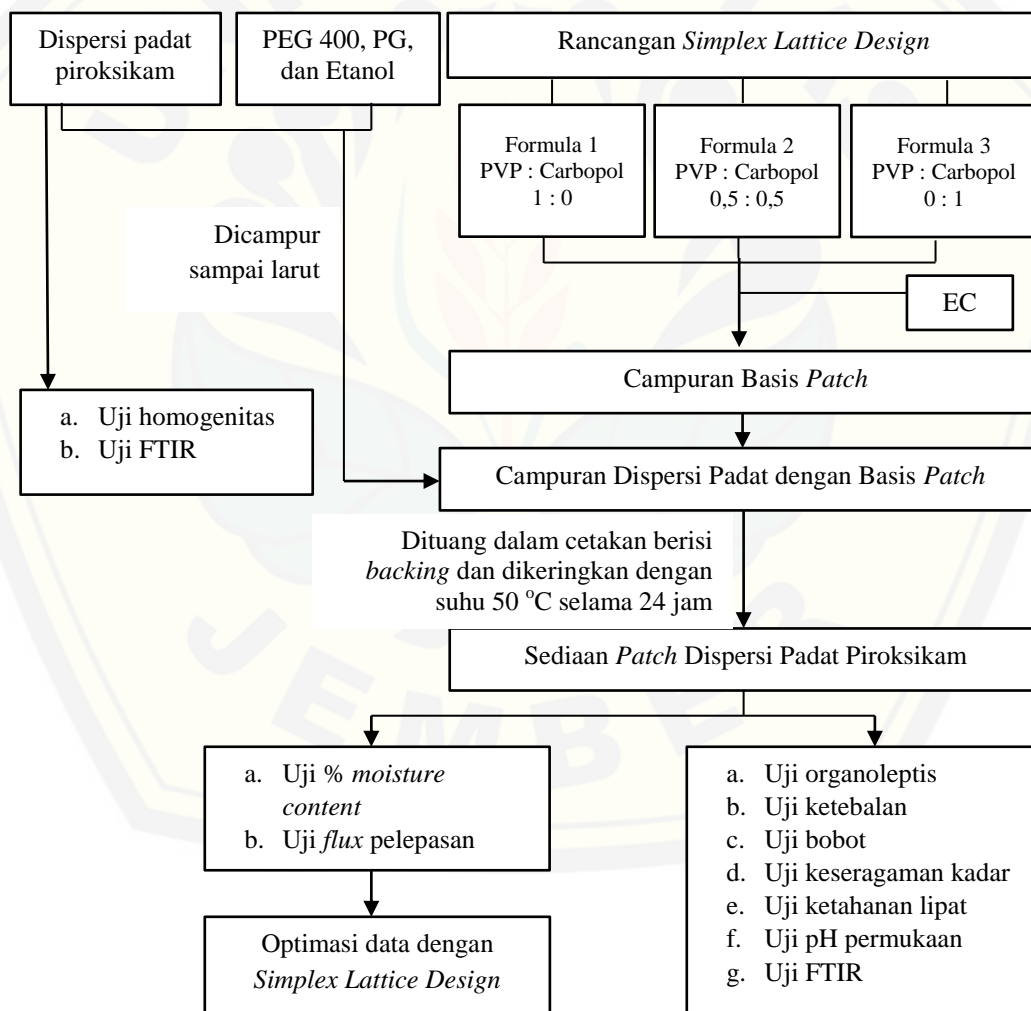 Dispersi padat
piroksikam
PEG 400, PG,
dan Etanol
Rancangan Simplex Lattice Design
Formula 1
PVP : Carbopol
1 : 0
Formula 2
PVP : Carbopol
0,5 : 0,5
Formula 3
PVP : Carbopol
0 : 1
Dicampur
sampai larut
EC
Campuran Basis Patch
a. Uji homogenitas
b. Uji FTIR
Campuran Dispersi Padat dengan Basis Patch
Dituang dalam cetakan berisi
backing dan dikeringkan dengan
suhu 50 °C selama 24 jam
Sediaan Patch Dispersi Padat Piroksikam
a. Uji % moisture
content
b. Uji flux pelepasan
a. Uji organoleptis
b. Uji ketebalan
c. Uji bobot
d. Uji keseragaman kadar
e. Uji ketahanan lipat
f. Uji pH permukaan
g. Uji FTIR
Optimasi data dengan
Simplex Lattice Design
JEMBER